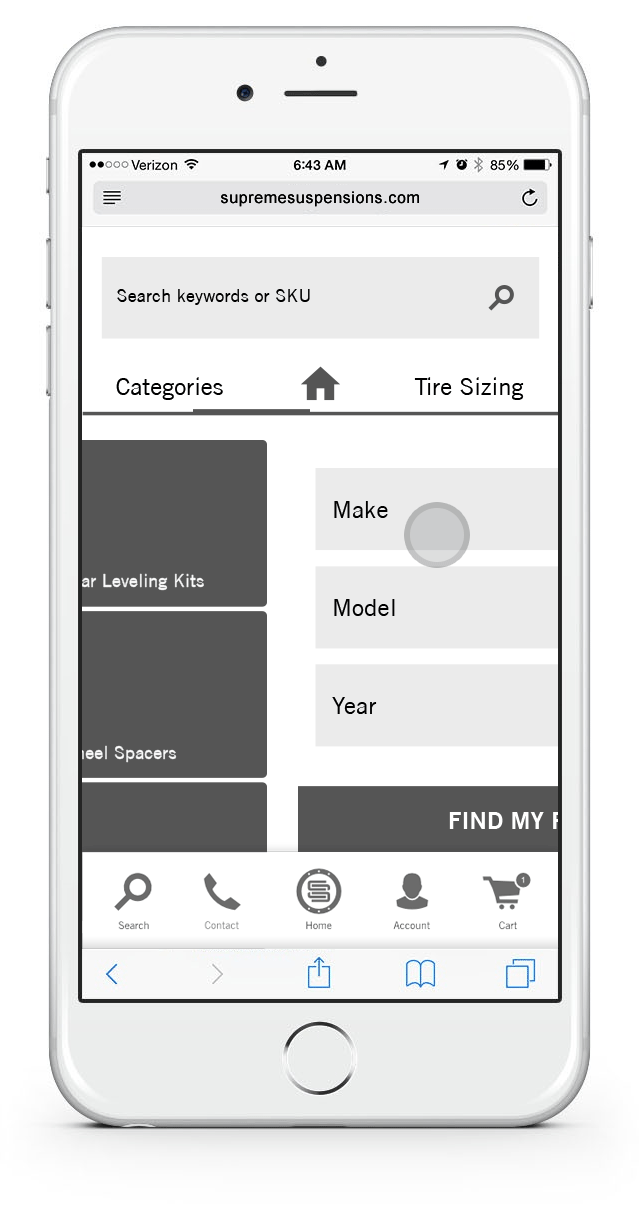 Verizon 6:43 AM 85%
supremesuspensions.com
Search keywords or SKU
Categories Tire Sizing
Make
ar Leveling Kits
Model
Year
eel Spacers
FIND MY
1
Search Contact Home Account Cart